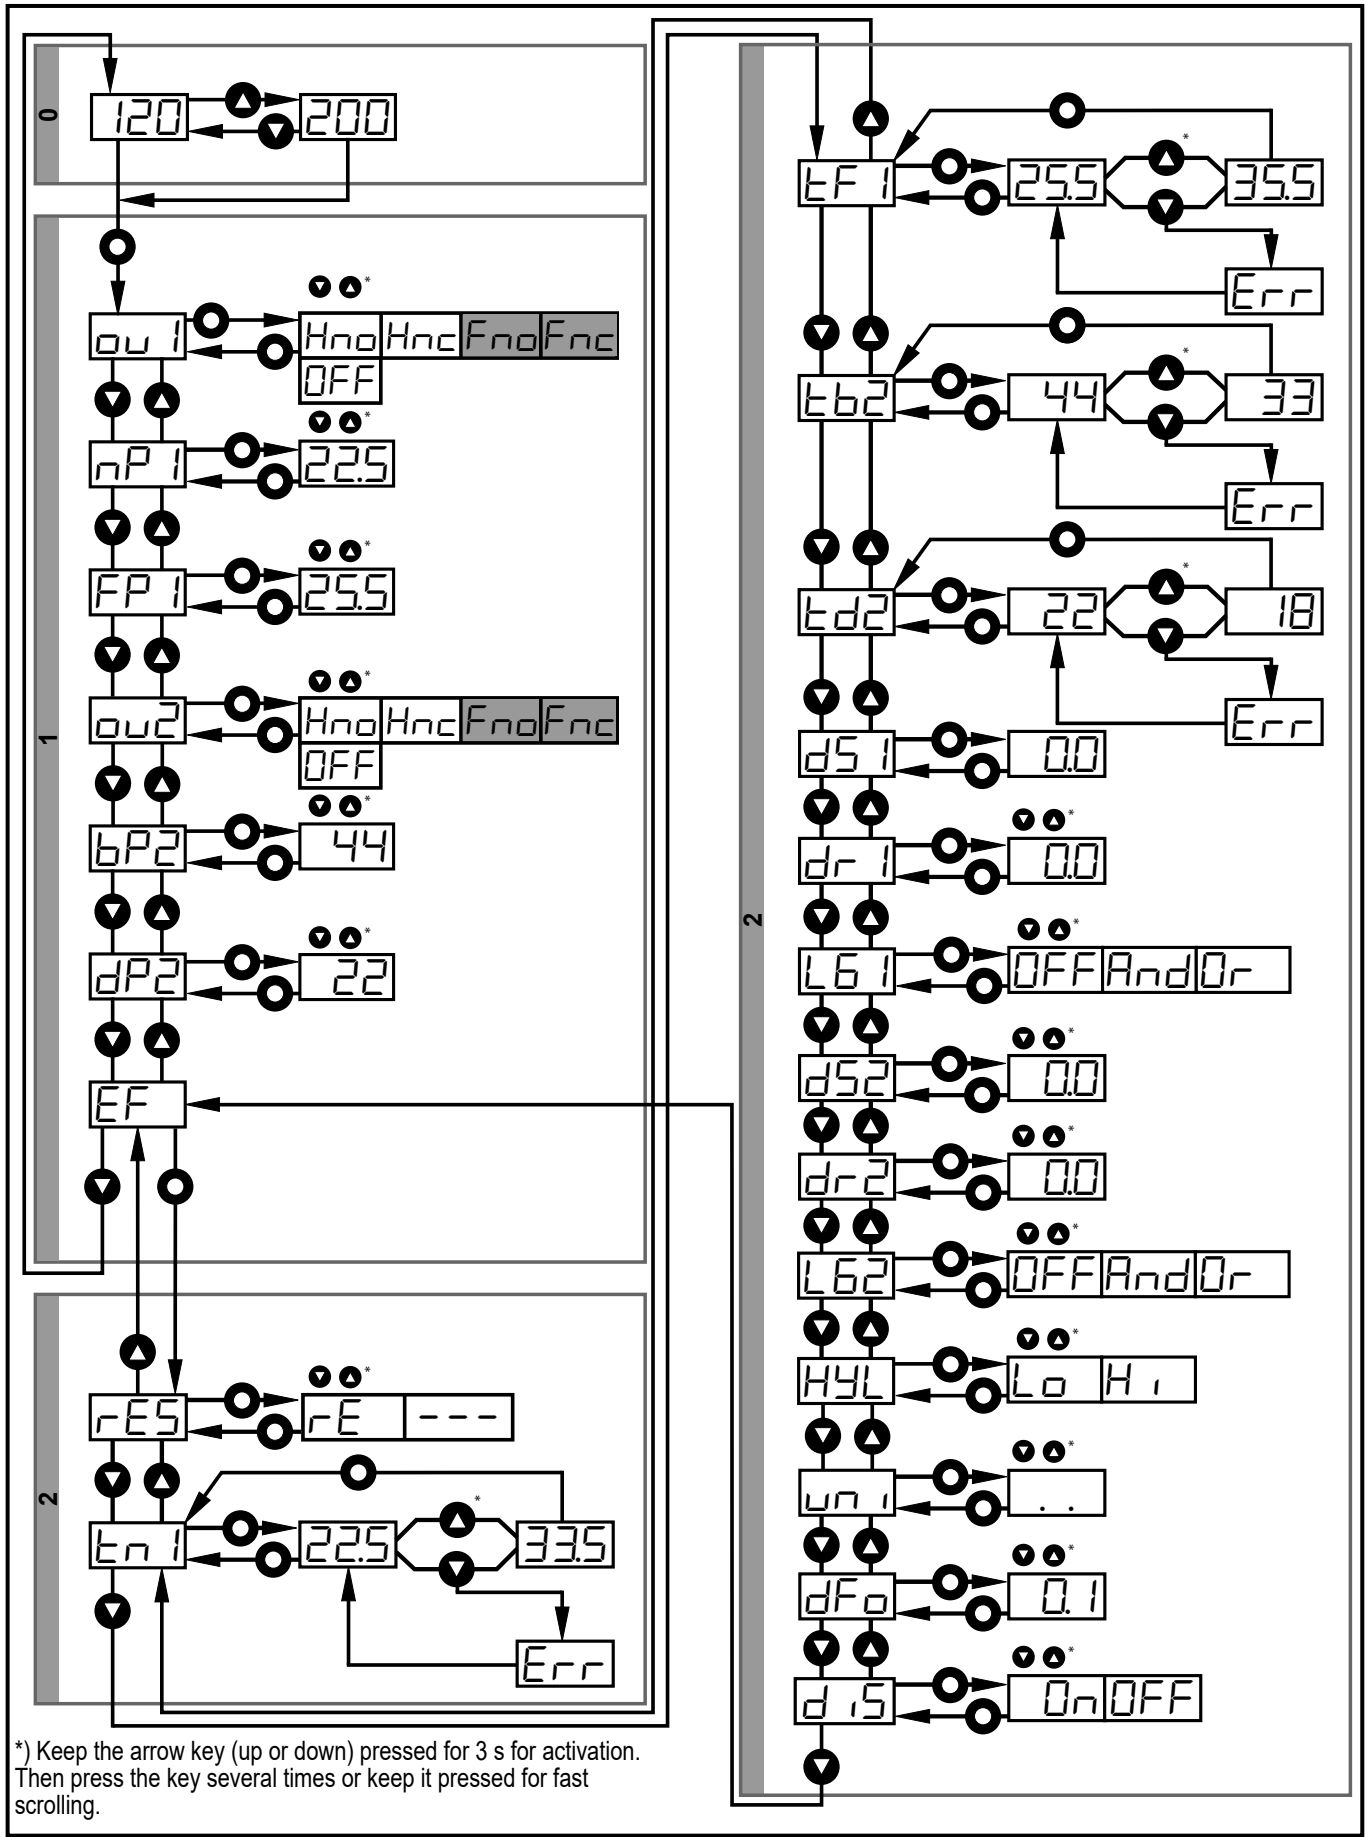 0
120 200
1
ou1 Hno Hnc Fno Fnc
*
OFF
*
nP1 22.5
*
FP1 25.5
*
ou2 Hno Hnc Fno Fnc
OFF
*
bP2 44
*
dP2 22
EF
2
*
rES rE ---
*
tn1 22.5 33.5
Err
*) Keep the arrow key (up or down) pressed for 3 s for activation.
Then press the key several times or keep it pressed for fast
scrolling.
2
*
tF1 25.5 35.5
Err
*
tb2 44 33
Err
*
td2 22 18
Err
dS1 0.0
*
dr1 0.0
*
LG1 OFF And Or
*
dS2 0.0
*
dr2 0.0
*
LG2 OFF And Or
*
HYL Lo Hi
*
uni . .
*
dFo 0.1
*
diS On OFF